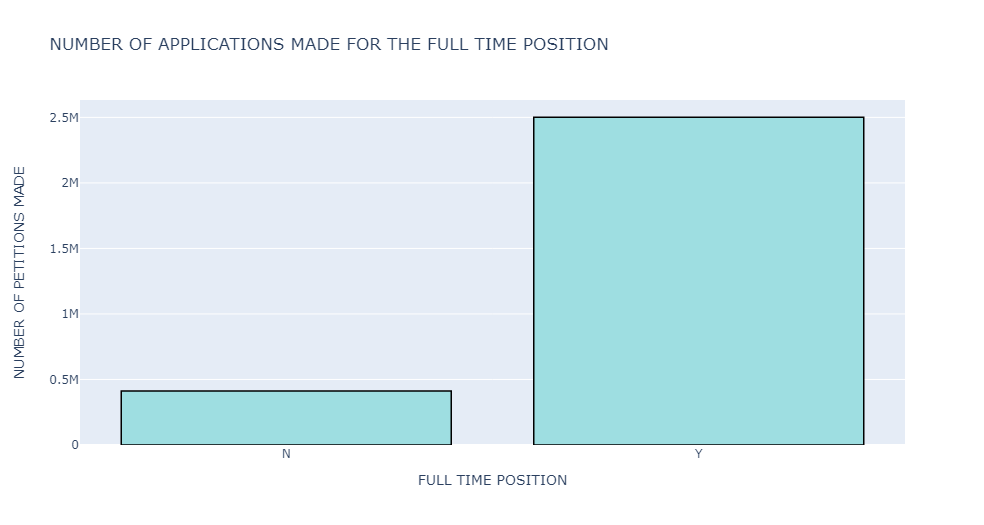 NUMBER OF APPLICATIONS MADE FOR THE FULL TIME POSITION
NUMBER OF PETITIONS MADE
2.5M
2M
1.5M
1M
0.5M
0
N
Y
FULL TIME POSITION